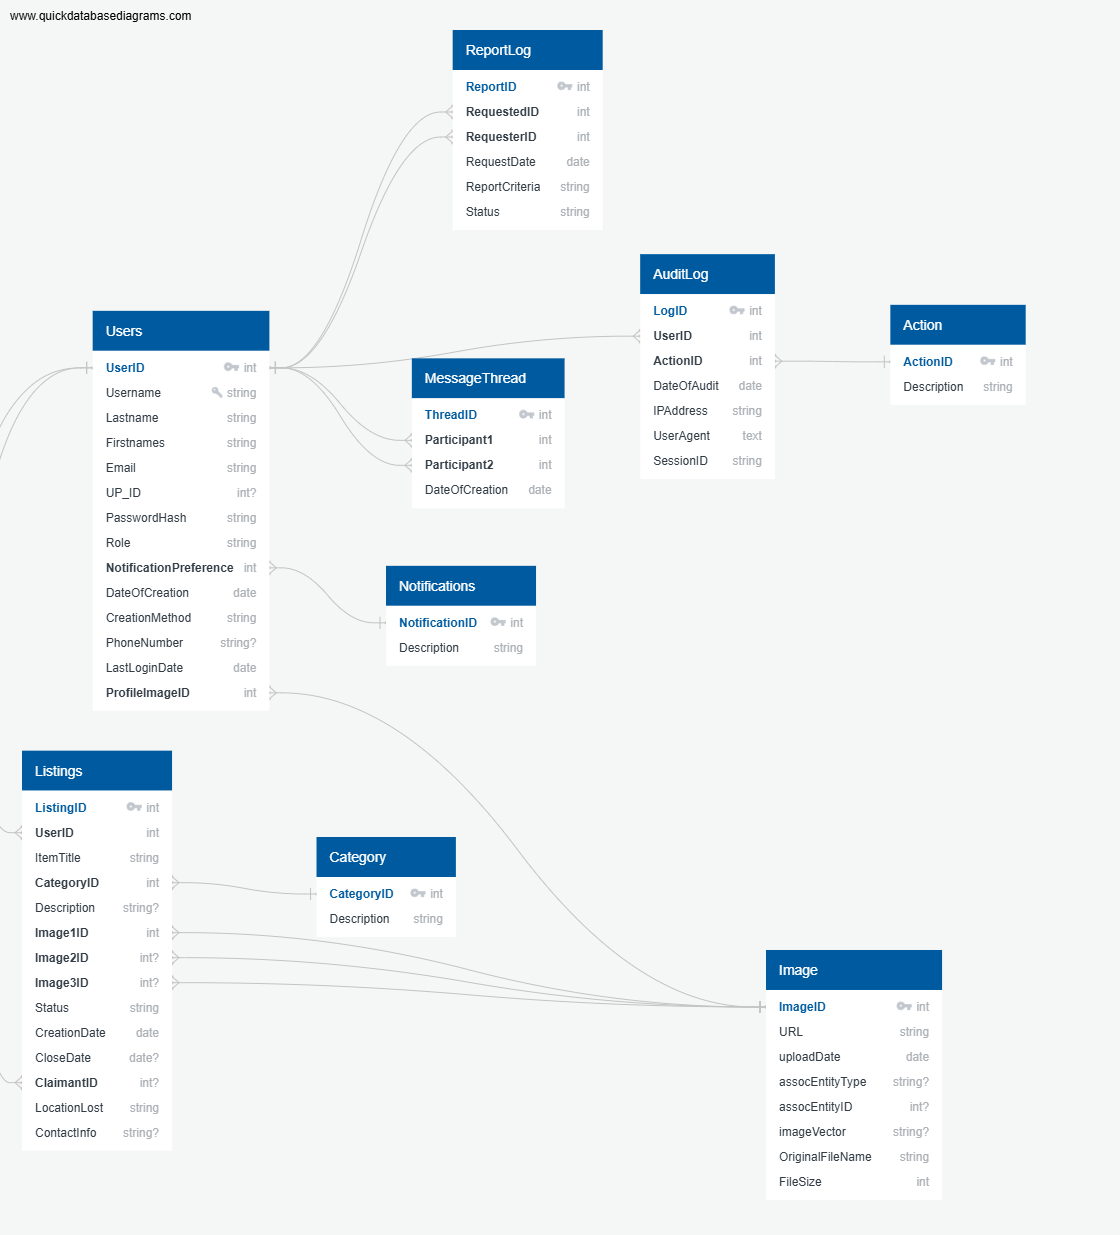 www.quickdatabasediagrams.com
ReportLog
ReportID int
RequestedID int
RequesterID int
RequestDate date
ReportCriteria string
Status string
AuditLog
LogID int
UserID int
ActionID int
DateOfAudit date
IPAddress string
UserAgent text
SessionID string
Action
ActionID int
Description string
Users
UserID int
Username string
Lastname string
Firstnames string
Email string
UP_ID int?
PasswordHash string
Role string
NotificationPreference int
DateOfCreation date
CreationMethod string
PhoneNumber string?
LastLoginDate date
ProfileImageID int
MessageThread
ThreadID int
Participant1 int
Participant2 int
DateOfCreation date
Notifications
NotificationID int
Description string
Listings
ListingID int
UserID int
ItemTitle string
CategoryID int
Description string?
Image1ID int
Image2ID int?
Image3ID int?
Status string
CreationDate date
CloseDate date?
ClaimantID int?
LocationLost string
ContactInfo string?
Category
CategoryID int
Description string
Image
ImageID int
URL string
uploadDate date
assocEntityType string?
assocEntityID int?
imageVector string?
OriginalFileName string
FileSize int